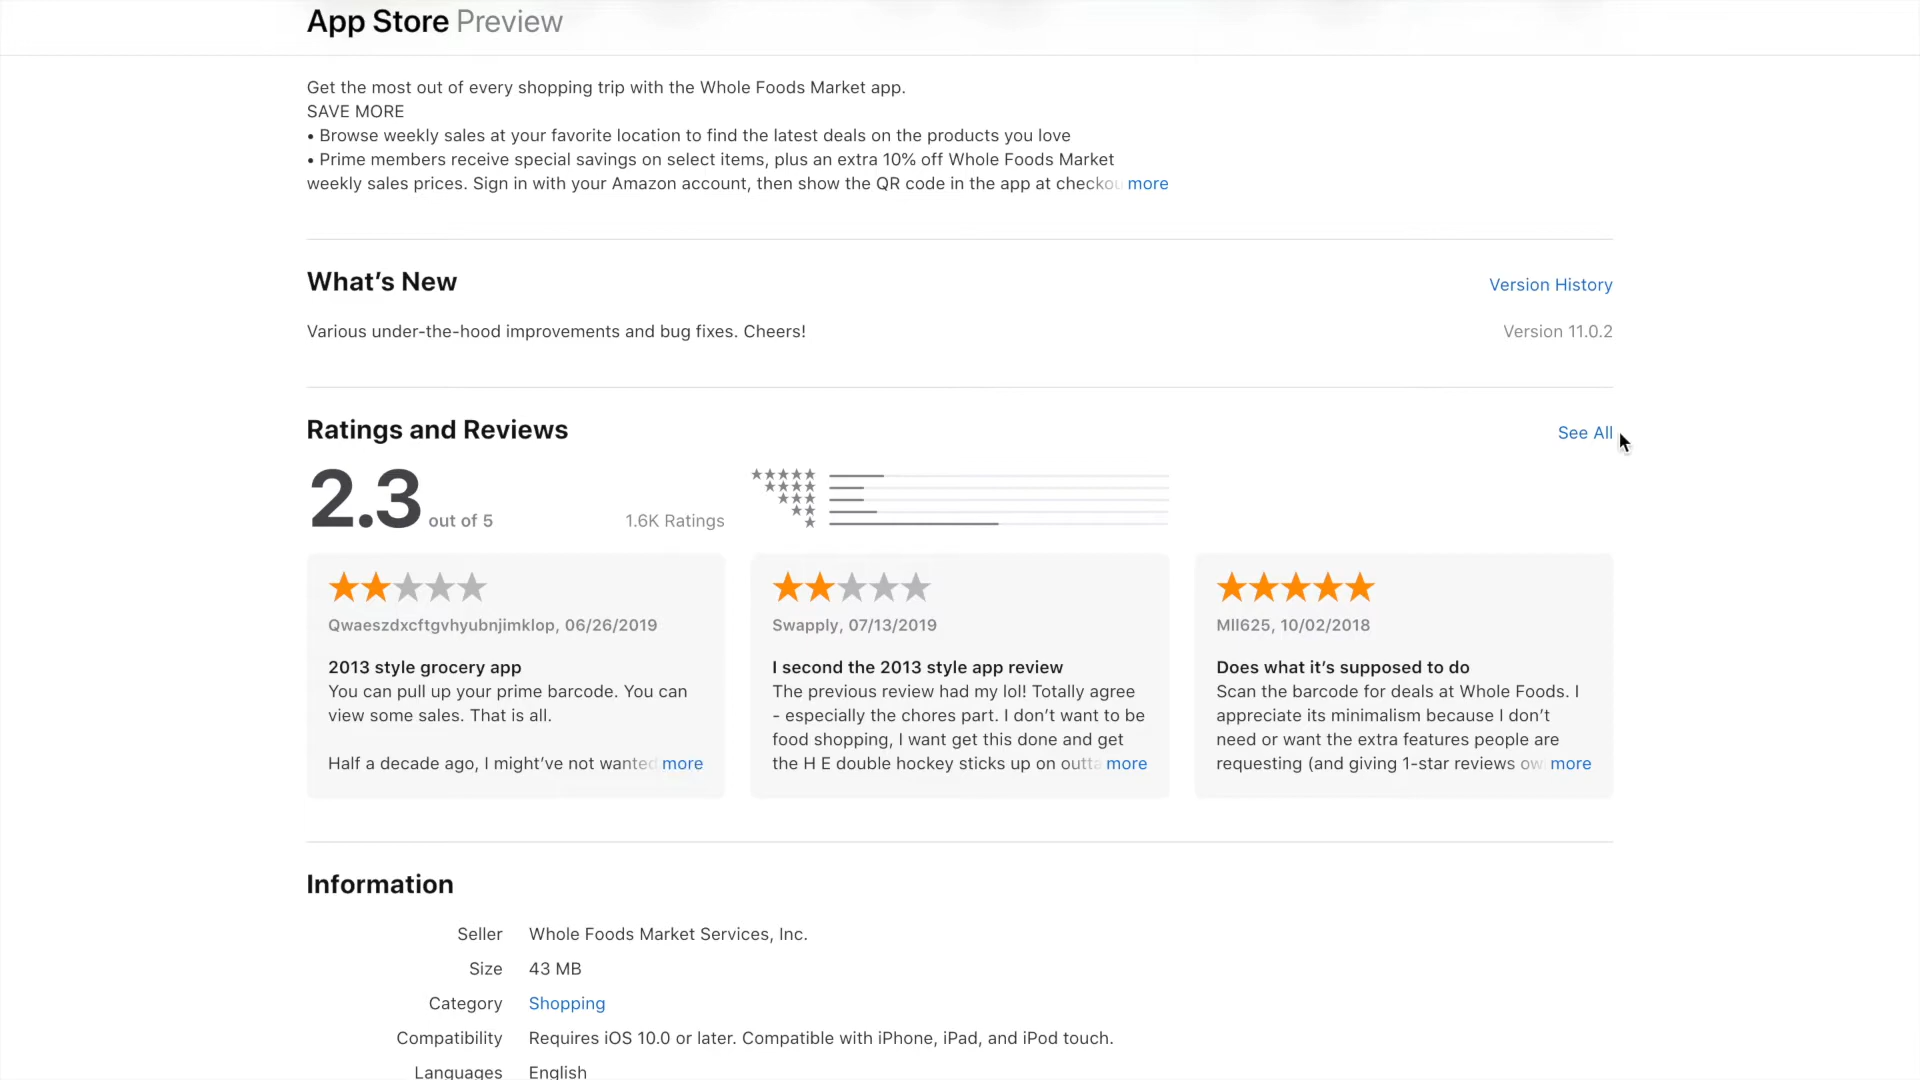 App Store Preview
Get the most out of every shopping trip with the Whole Foods Market app.
SAVE MORE
• Browse weekly sales at your favorite location to find the latest deals on the products you love
• Prime members receive special savings on select items, plus an extra 10% off Whole Foods Market
weekly sales prices. Sign in with your Amazon account, then show the QR code in the app at checkou more
What's New
Version History
Various under-the-hood improvements and bug fixes. Cheers!
Version 11.0.2
Ratings and Reviews
See All
2.3 out of 5
1.6K Ratings
Qwaeszdxcftgvhyubnjimklop, 06/26/2019
2013 style grocery app
You can pull up your prime barcode. You can
view some sales. That is all.
Half a decade ago, I might've not wanted more
Swapply, 07/13/2019
I second the 2013 style app review
The previous review had my lol! Totally agree
- especially the chores part. I don't want to be
food shopping, I want get this done and get
the H E double hockey sticks up on outta more
Mll625, 10/02/2018
Does what it's supposed to do
Scan the barcode for deals at Whole Foods. I
appreciate its minimalism because I don't
need or want the extra features people are
requesting (and giving 1-star reviews ow more
Information
Seller Whole Foods Market Services, Inc.
Size 43 MB
Category Shopping
Compatibility Requires iOS 10.0 or later. Compatible with iPhone, iPad, and iPod touch.
Languages English